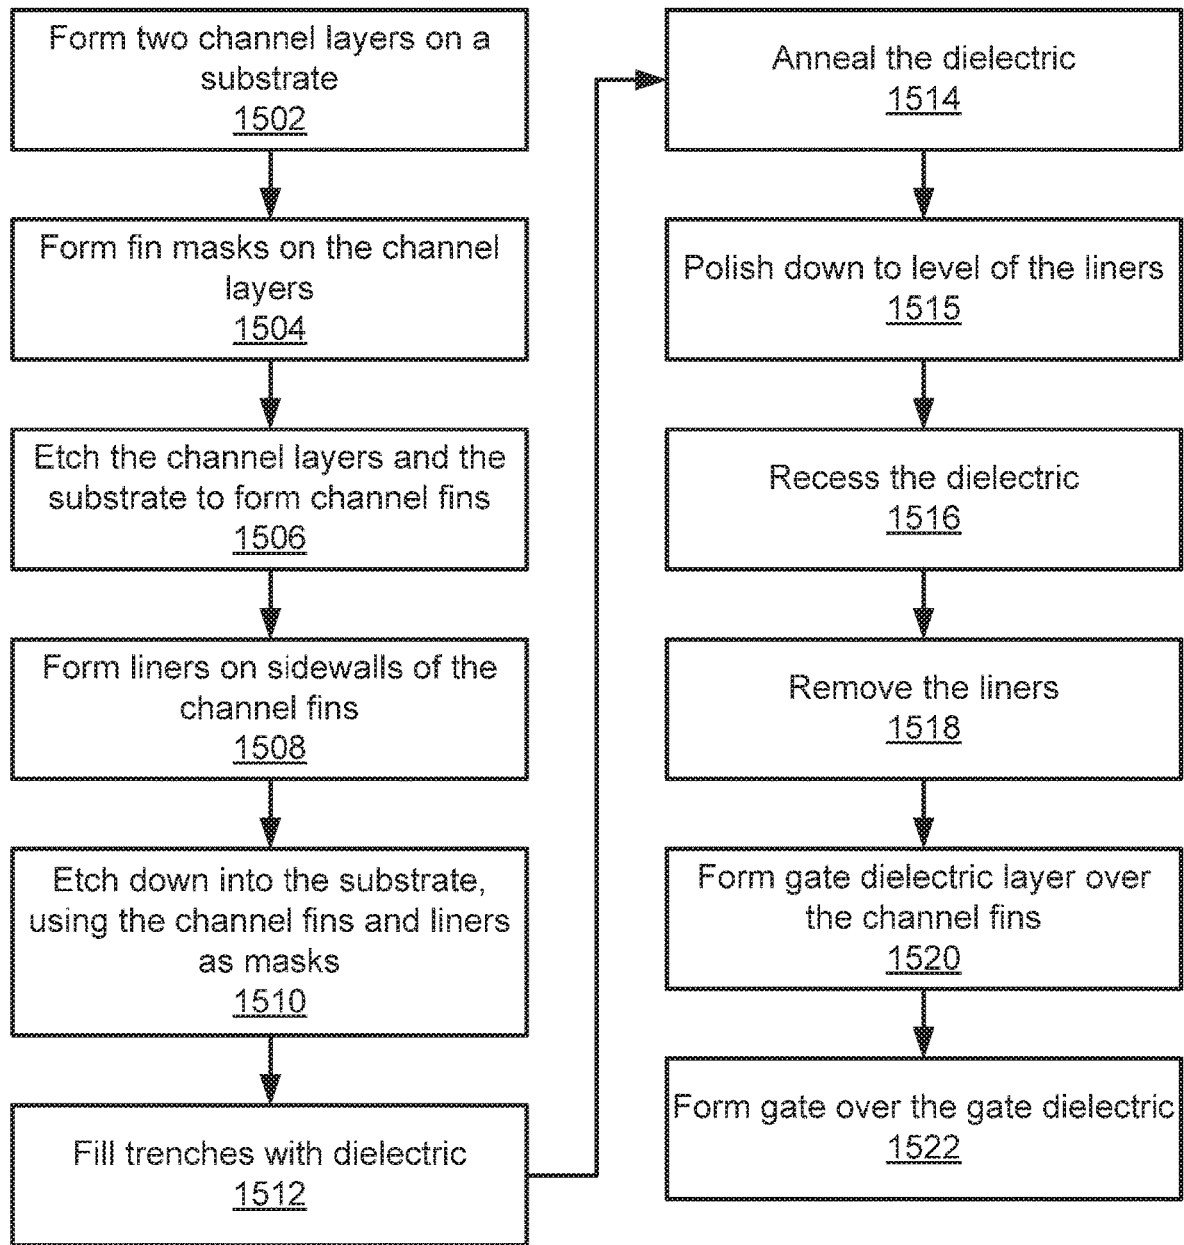 Form two channel layers on a
substrate
1502
Form fin masks on the channel
layers
1504
Etch the channel layers and the
substrate to form channel fins
1506
Form liners on sidewalls of the
channel fins
1508
Etch down into the substrate,
using the channel fins and liners
as masks
1510
Fill trenches with dielectric
1512
Anneal the dielectric
1514
Polish down to level of the liners
1515
Recess the dielectric
1516
Remove the liners
1518
Form gate dielectric layer over
the channel fins
1520
Form gate over the gate dielectric
1522